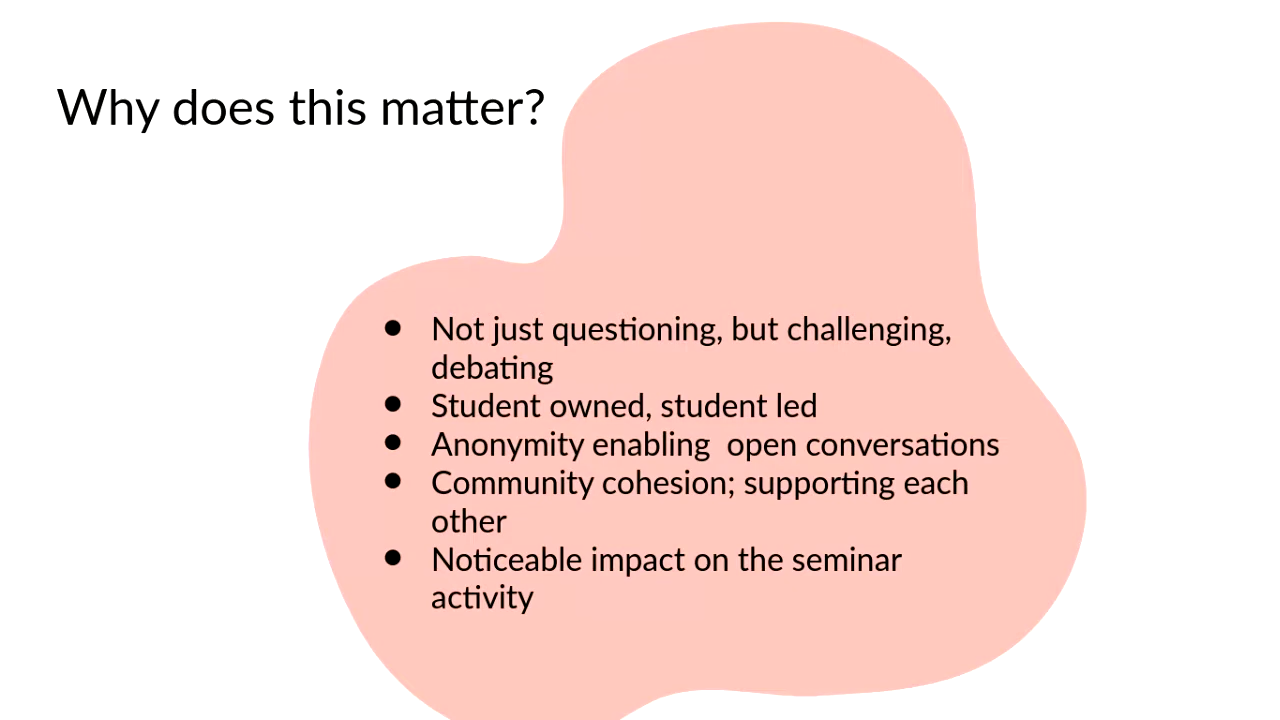 Why does this matter?
● Not just questioning, but challenging,
debating
● Student owned, student led
● Anonymity enabling  open conversations
● Community cohesion; supporting each
other
● Noticeable impact on the seminar
activity